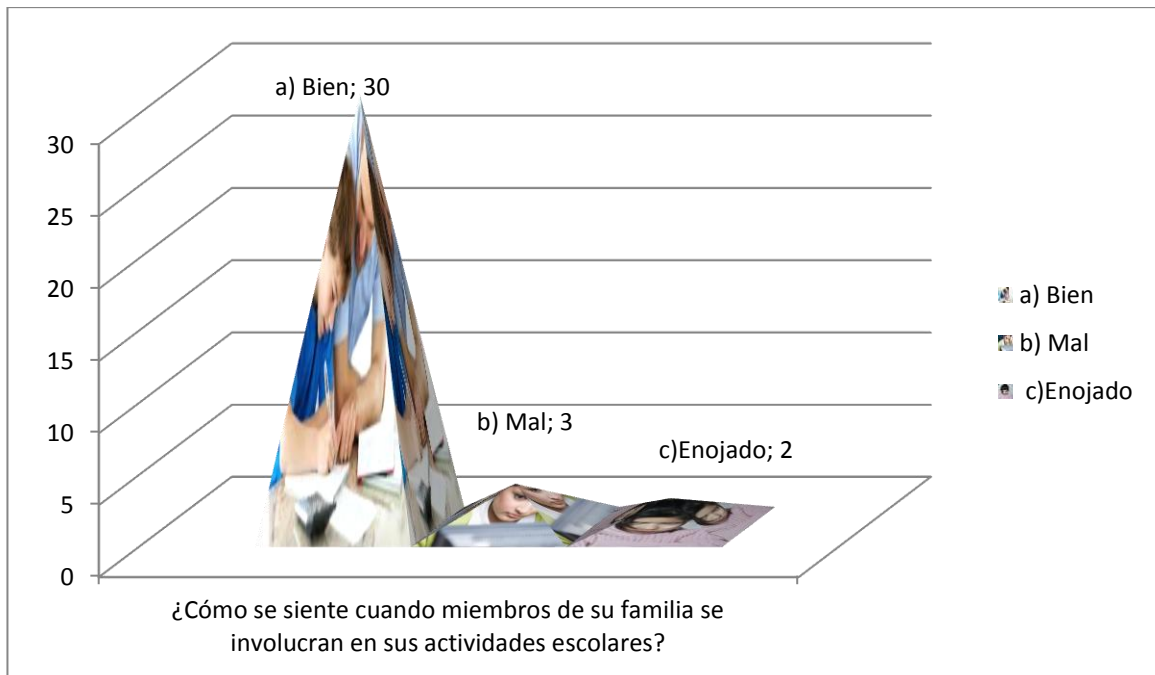 a) Bien; 30
30
25
20
15
10
5
0
b) Mal; 3
c)Enojado; 2
a) Bien
b) Mal
c)Enojado
¿Cómo se siente cuando miembros de su familia se
involucran en sus actividades escolares?